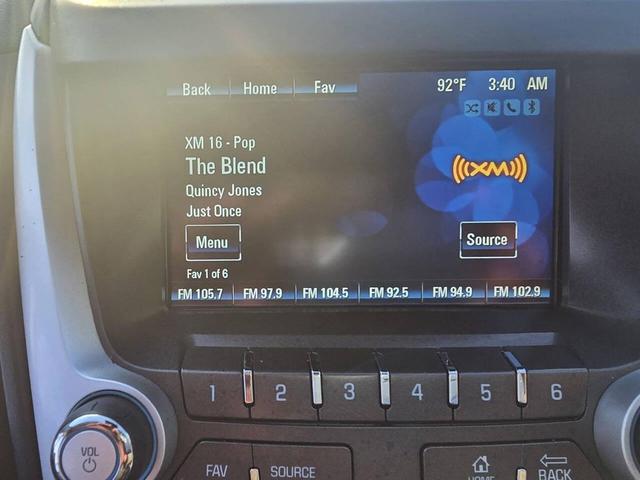 Back Home Fav 92°F 3:40 AM
XM 16 - Pop
The Blend
((XM))
Quincy Jones
Just Once
Menu
Source
Fav 1 of 6
FM 105.7 FM 97.9 FM 104.5 FM 92.5 FM 94.9 FM 102.9
1 2 3 4 5 6
VOL
FAV SOURCE HOME BACK